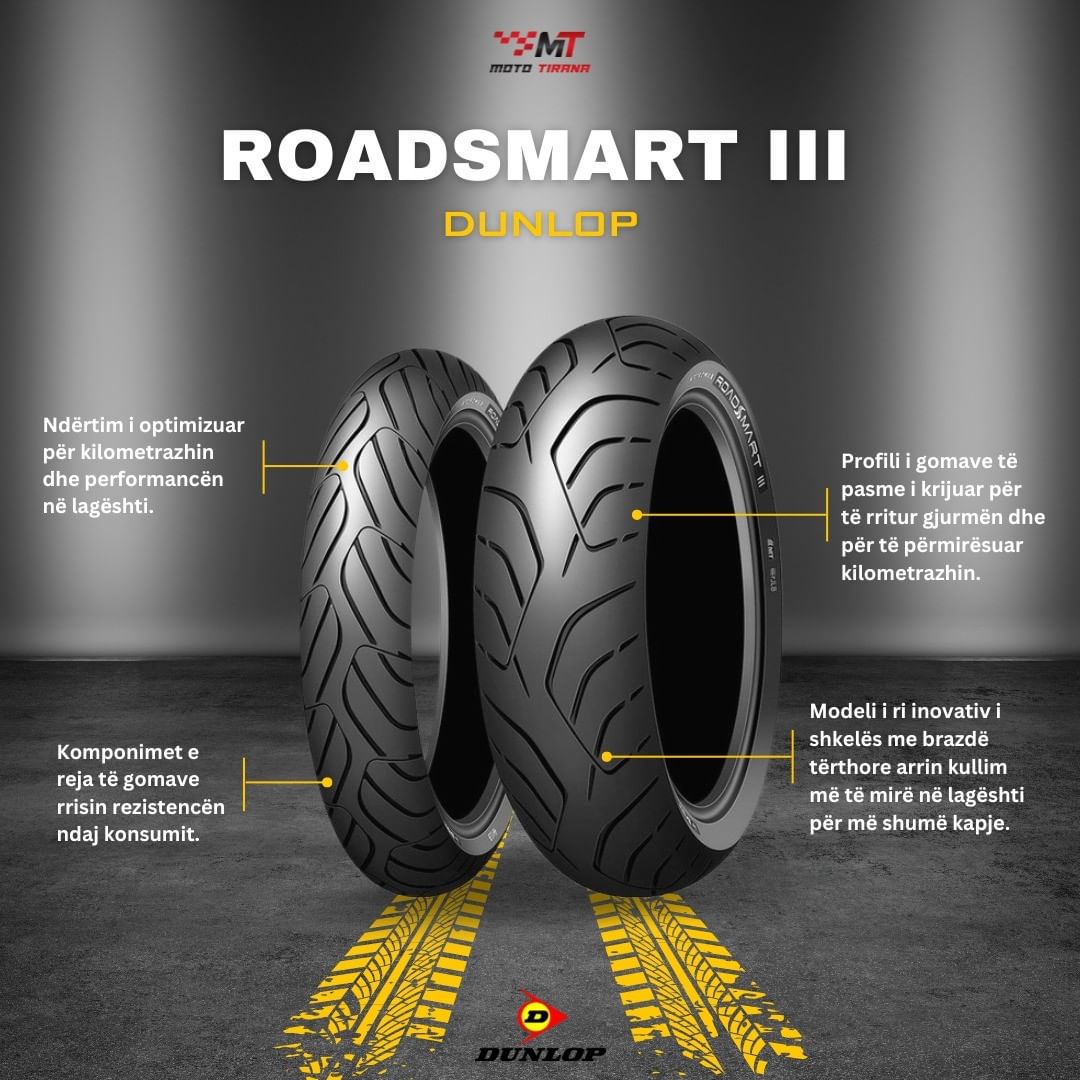 MT
MOTO TIRANA
ROADSMART III
DUNLOP
Ndërtim i optimizuar
për kilometrazhin
dhe performancën
në lagështi.
Profili i gomave të
pasme i krijuar për
të rritur gjurmën dhe
për të përmirësuar
kilometrazhin.
Komponimet e
reja të gomave
rrisin rezistencën
ndaj konsumit.
Modeli i ri inovativ i
shkelës me brazdë
tërthore arrin kullim
më të mirë në lagështi
për më shumë kapje.
ROADSMART III
D
DUNLOP